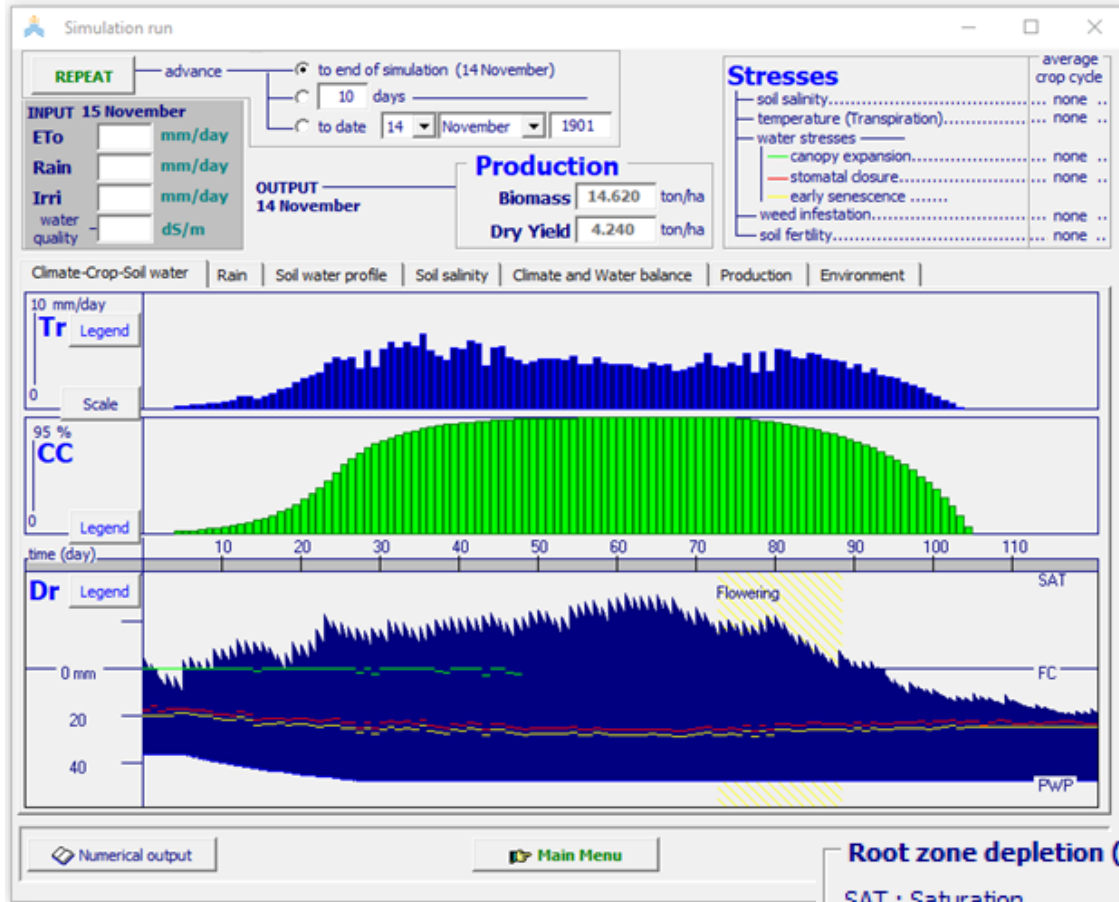 Simulation run
REPEAT
advance
to end of simulation (14 November)
10 days
to date 14 November 1901
INPUT 15 November
ETo mm/day
Rain mm/day
Irri mm/day
water quality dS/m
OUTPUT
14 November
Production
Biomass 14.620 ton/ha
Dry Yield 4.240 ton/ha
Stresses
average
crop cycle
soil salinity.......... none ..
temperature (Transpiration).......... none ..
water stresses
canopy expansion.......... none ..
stomatal closure.......... none ..
early senescence .......
weed infestation.......... none ..
soil fertility.......... none ..
Climate-Crop-Soil water Rain Soil water profile Soil salinity Climate and Water balance Production Environment
10 mm/day
Tr Legend
0
Scale
95 %
CC
0
Legend
time (day) 10 20 30 40 50 60 70 80 90 100 110
Dr Legend
Flowering
SAT
0 mm
FC
20
40
PWP
Numerical output
Main Menu
Root zone depletion (
SAT : Saturation